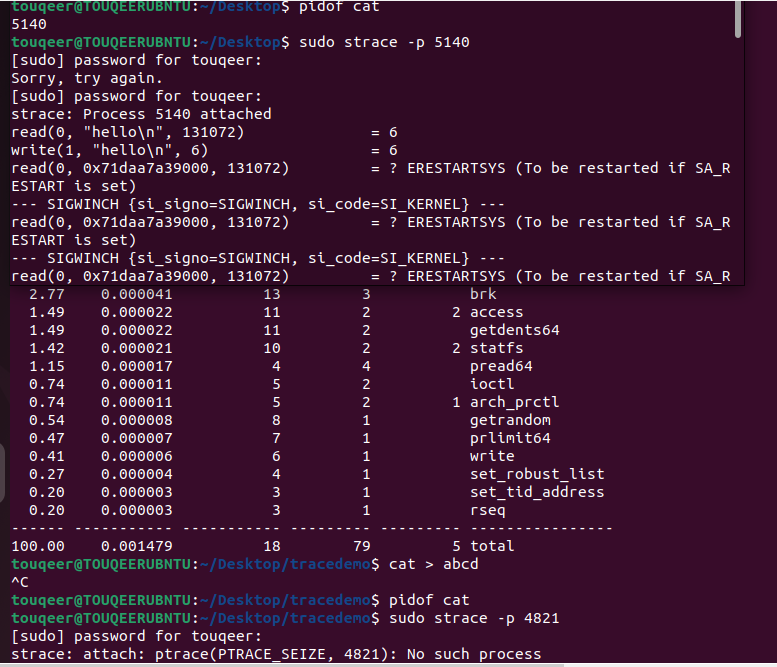 touqeer@TOUQEERUBNTU:~/Desktop$ pidof cat
5140
touqeer@TOUQEERUBNTU:~/Desktop$ sudo strace -p 5140
[sudo] password for touqeer:
Sorry, try again.
[sudo] password for touqeer:
strace: Process 5140 attached
read(0, "hello\n", 131072)              = 6
write(1, "hello\n", 6)                  = 6
read(0, 0x71daa7a39000, 131072)         = ? ERESTARTSYS (To be restarted if SA_R
ESTART is set)
--- SIGWINCH {si_signo=SIGWINCH, si_code=SI_KERNEL} ---
read(0, 0x71daa7a39000, 131072)         = ? ERESTARTSYS (To be restarted if SA_R
ESTART is set)
--- SIGWINCH {si_signo=SIGWINCH, si_code=SI_KERNEL} ---
read(0, 0x71daa7a39000, 131072)         = ? ERESTARTSYS (To be restarted if SA_R
  2.77    0.000041          13         3           brk
  1.49    0.000022          11         2         2 access
  1.49    0.000022          11         2           getdents64
  1.42    0.000021          10         2         2 statfs
  1.15    0.000017           4         4           pread64
  0.74    0.000011           5         2           ioctl
  0.74    0.000011           5         2         1 arch_prctl
  0.54    0.000008           8         1           getrandom
  0.47    0.000007           7         1           prlimit64
  0.41    0.000006           6         1           write
  0.27    0.000004           4         1           set_robust_list
  0.20    0.000003           3         1           set_tid_address
  0.20    0.000003           3         1           rseq
------ ----------- ----------- --------- --------- ----------------
100.00    0.001479          18        79         5 total
touqeer@TOUQEERUBNTU:~/Desktop/tracedemo$ cat > abcd
^C
touqeer@TOUQEERUBNTU:~/Desktop/tracedemo$ pidof cat
touqeer@TOUQEERUBNTU:~/Desktop/tracedemo$ sudo strace -p 4821
[sudo] password for touqeer:
strace: attach: ptrace(PTRACE_SEIZE, 4821): No such process